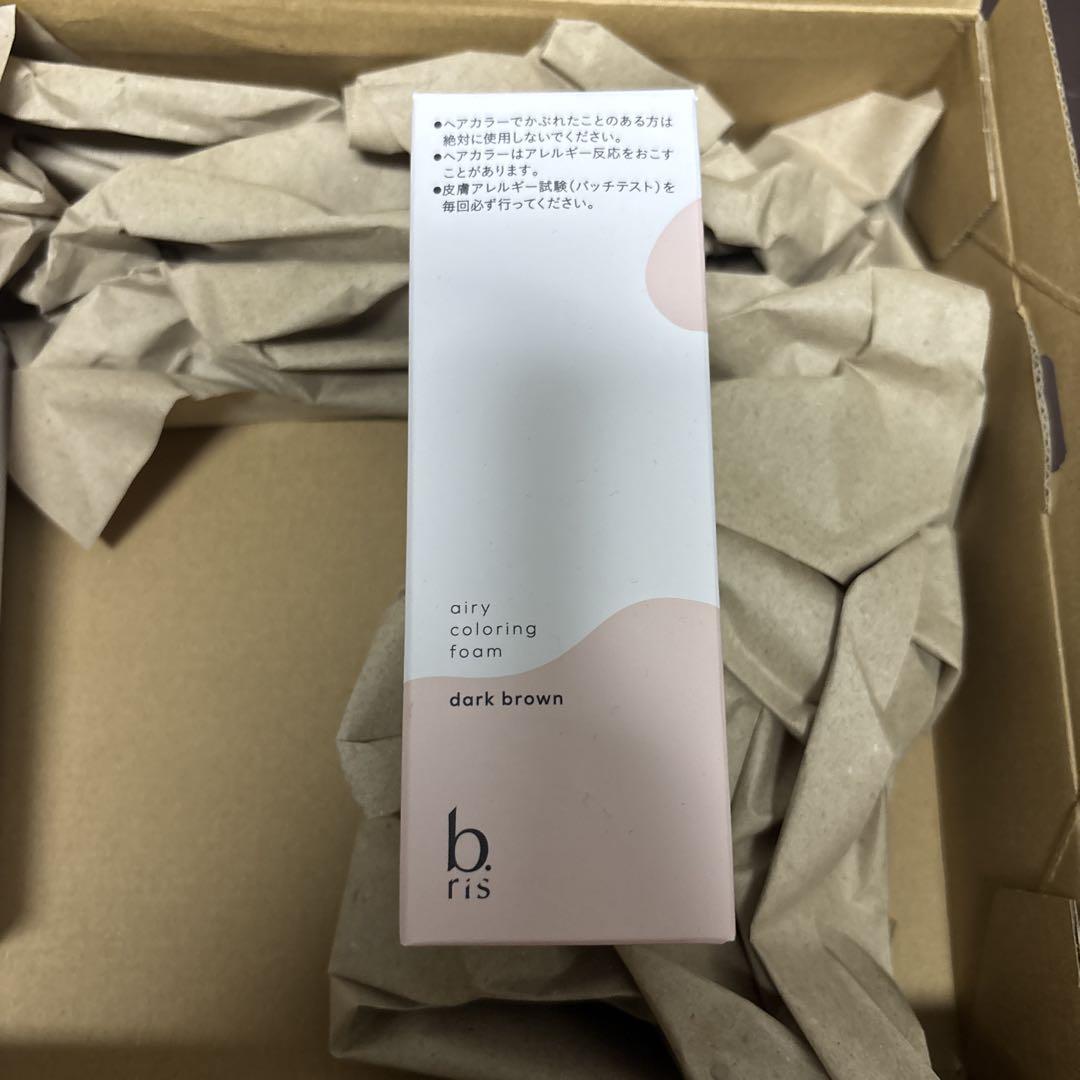 ●ヘアカラーでかぶれたことのある方は
絶対に使用しないでください。
●ヘアカラーはアレルギー反応をおこす
ことがあります。
●皮膚アレルギー試験(パッチテスト)を
毎回必ず行ってください。
airy
coloring
foam
dark brown
b.
ris